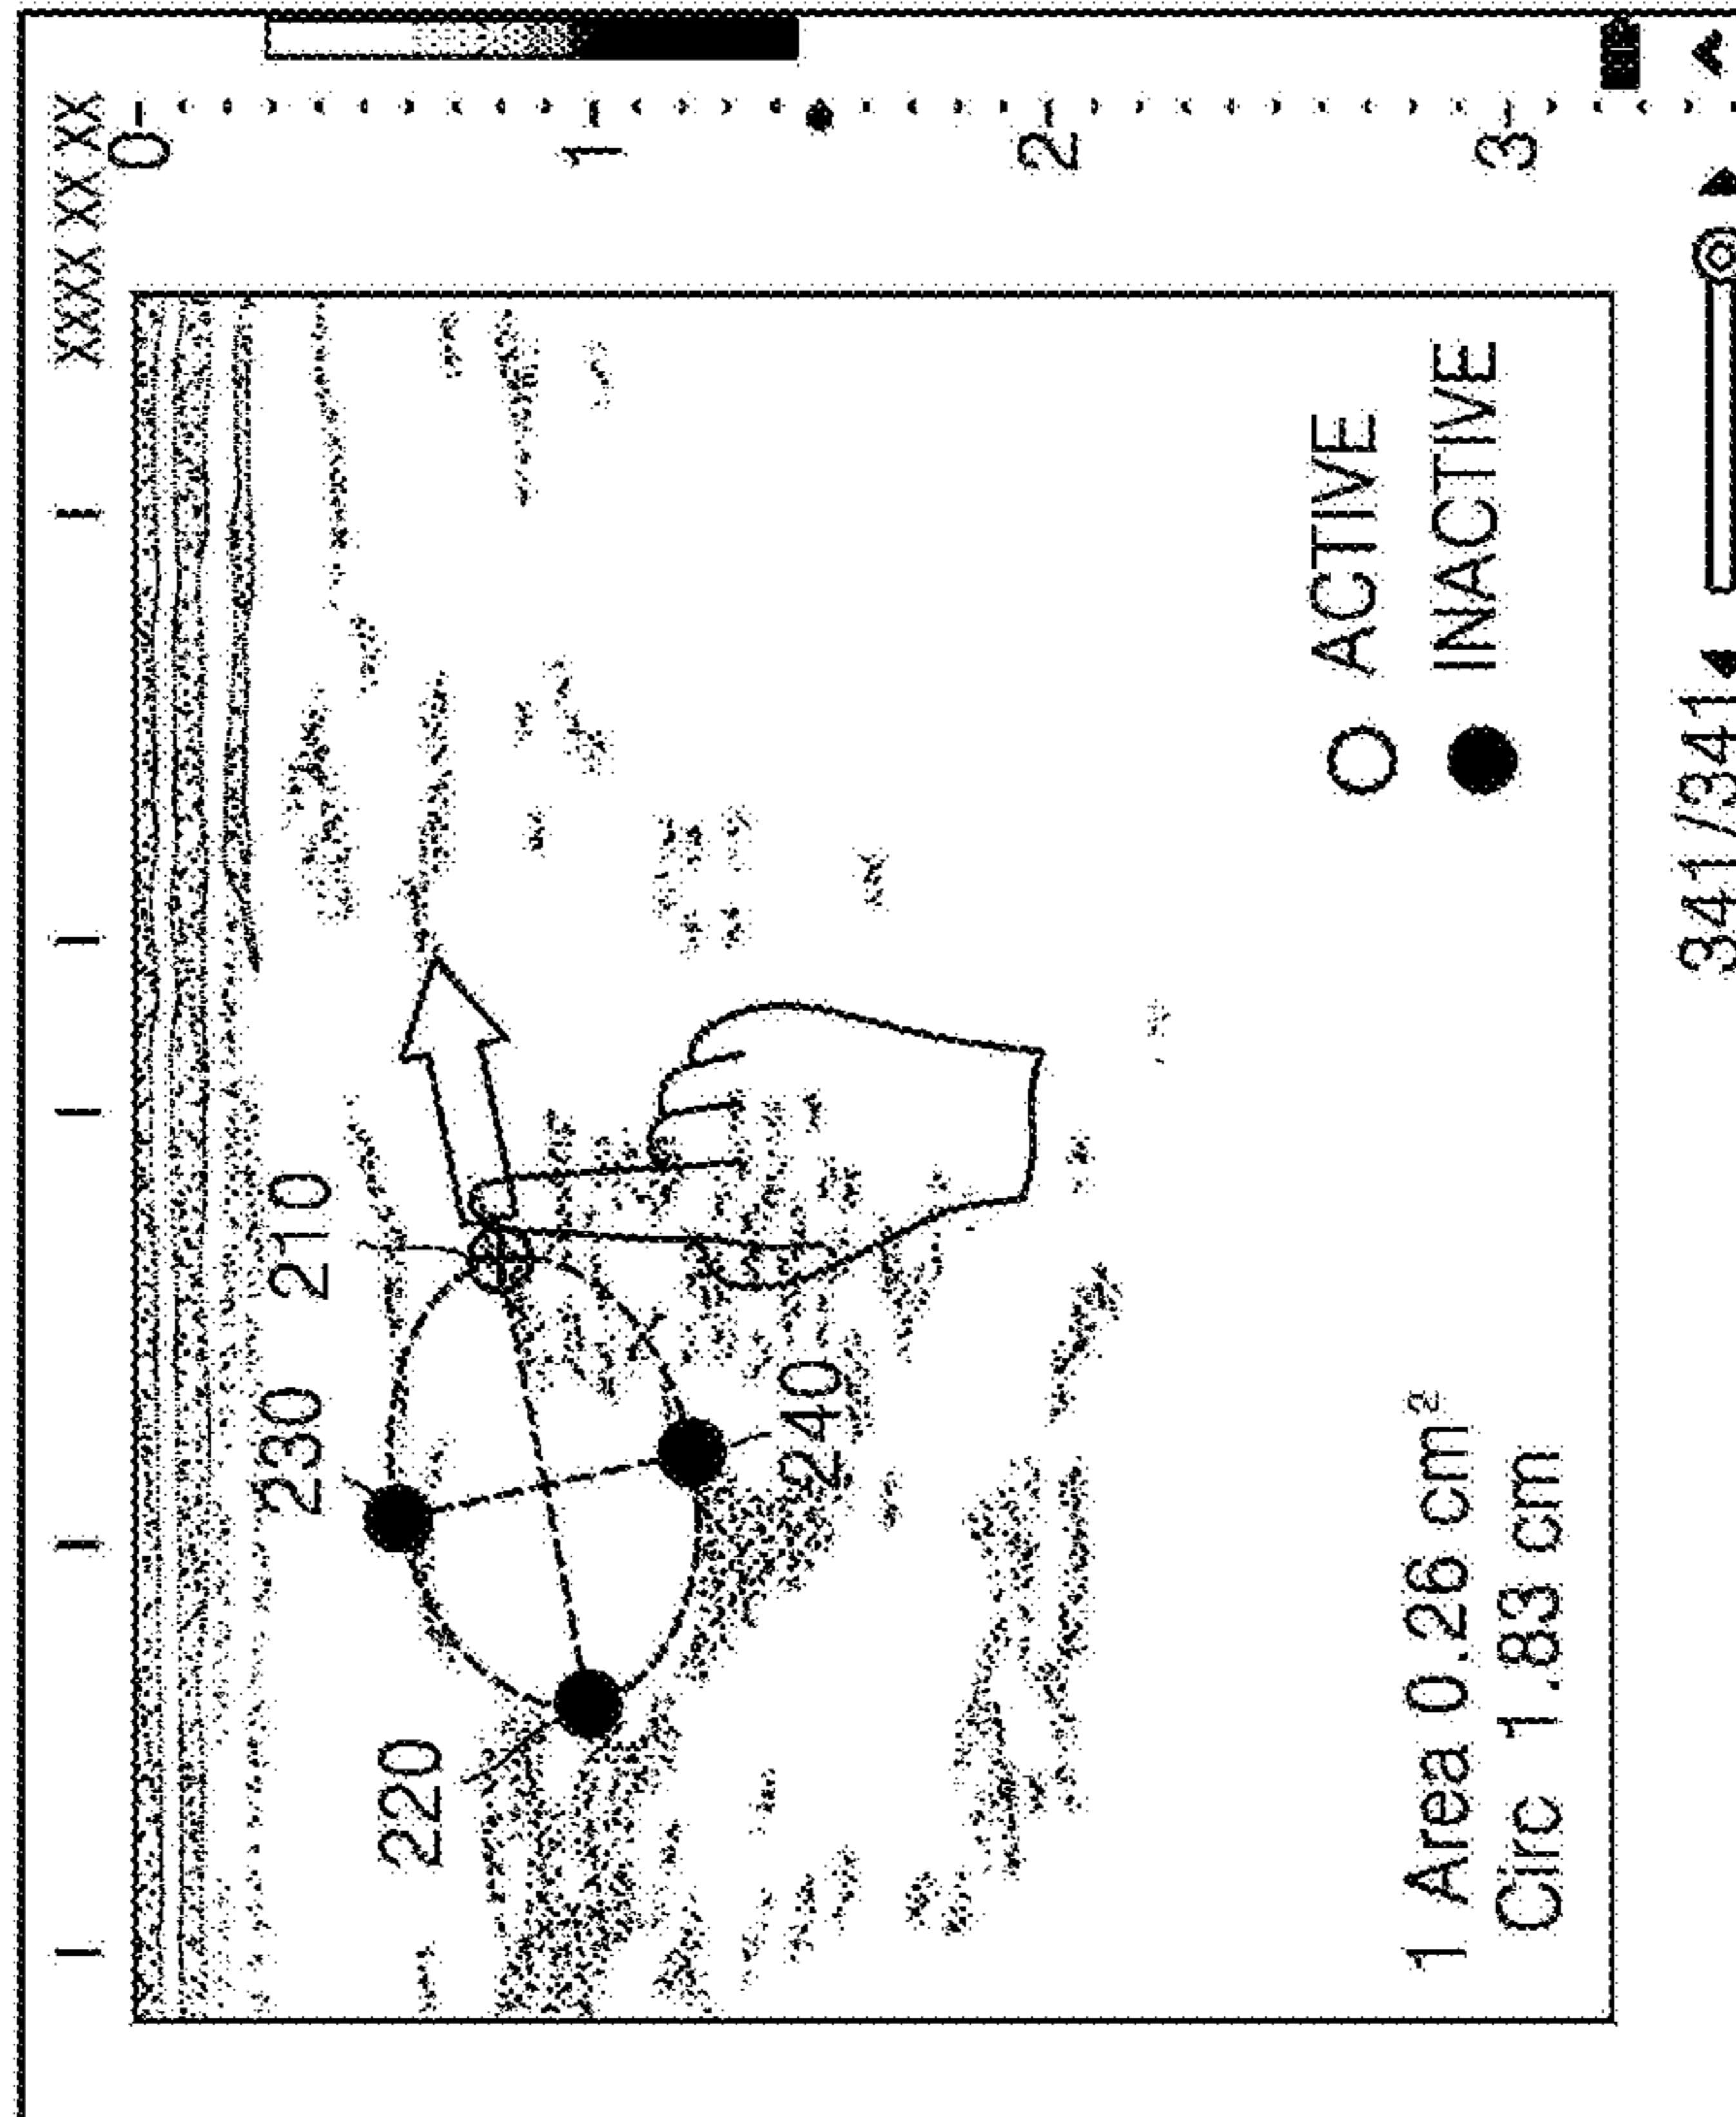 XXXX XX XX
0
1
2
3
210
230
220
240
ACTIVE
INACTIVE
1 Area 0.26 cm²
Circ 1.83 cm
341/341